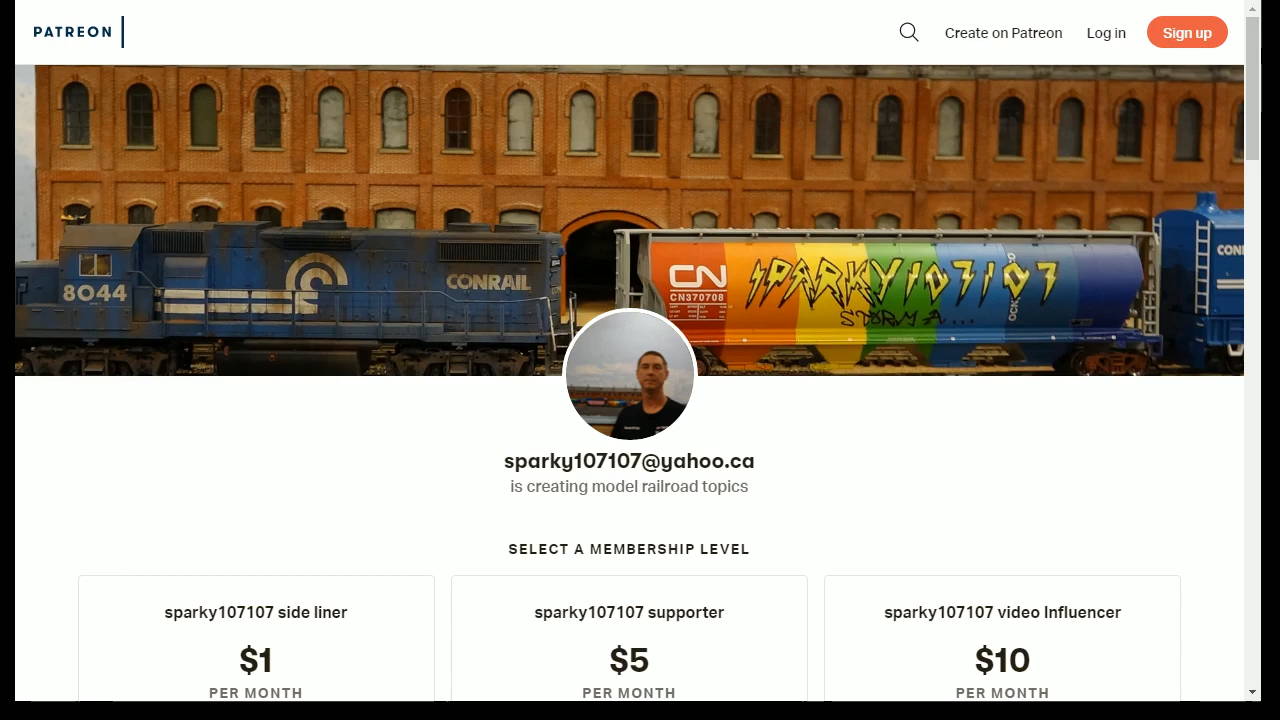 PATREON
Create on Patreon
Log in
Sign up
8044
CONRAIL
CN
CN370708
SPARKY107107
STORM
sparky107107@yahoo.ca
is creating model railroad topics
SELECT A MEMBERSHIP LEVEL
sparky107107 side liner
sparky107107 supporter
sparky107107 video Influencer
$1
$5
$10
PER MONTH
PER MONTH
PER MONTH